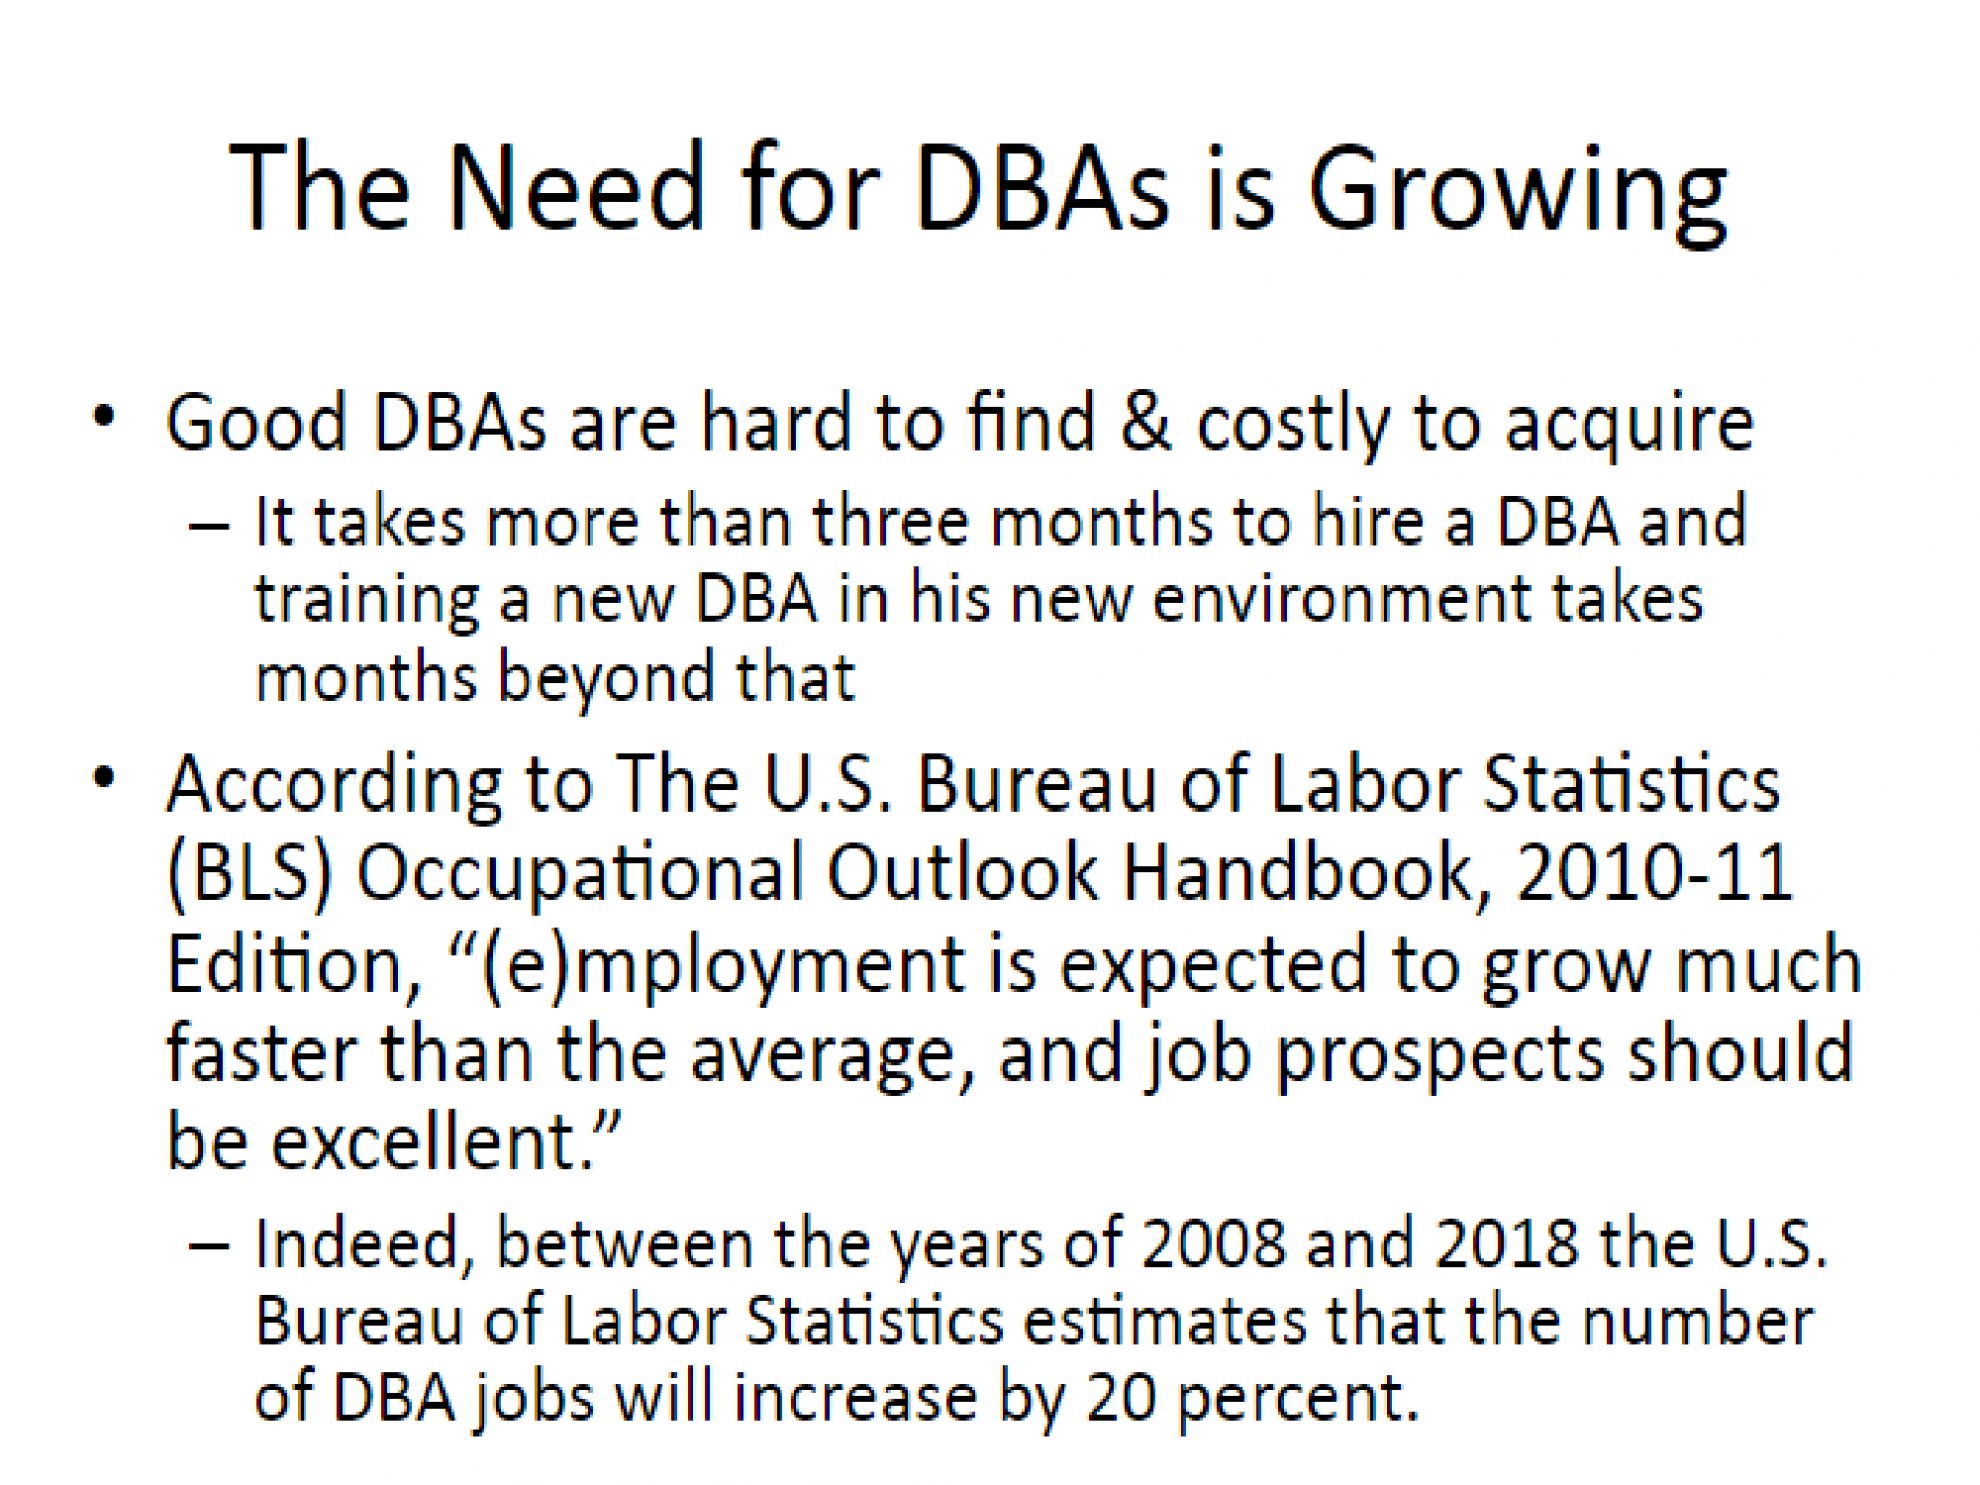 The Need for DBAs is Growing
• Good DBAs are hard to find & costly to acquire
– It takes more than three months to hire a DBA and
training a new DBA in his new environment takes
months beyond that
• According to The U.S. Bureau of Labor Statistics
(BLS) Occupational Outlook Handbook, 2010-11
Edition, “(e)mployment is expected to grow much
faster than the average, and job prospects should
be excellent.”
– Indeed, between the years of 2008 and 2018 the U.S.
Bureau of Labor Statistics estimates that the number
of DBA jobs will increase by 20 percent.